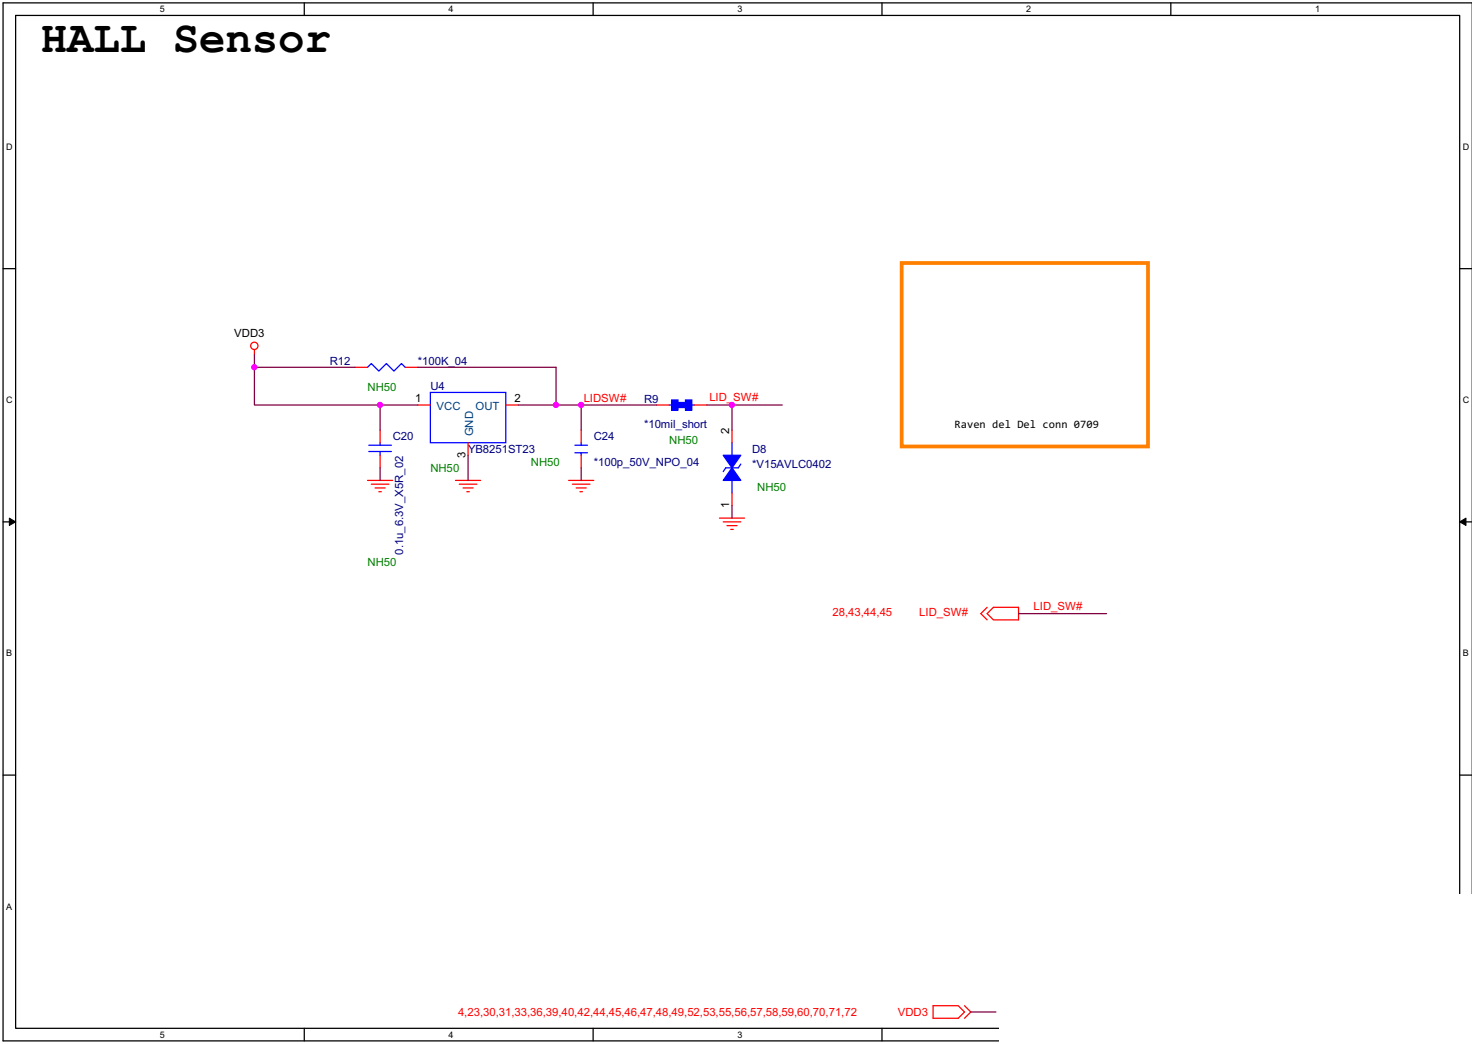 5 4 3 2 1
HALL Sensor
D D
VDD3
R12 *100K_04
NH50
U4
1 VCC OUT 2
GND
3
YB8251ST23
NH50
LIDSW# R9 LID_SW#
*10mil_short
NH50
C C
C20
0.1u_6.3V_X5R_02
NH50
C24
*100p_50V_NPO_04
NH50
2
D8
*V15AVLC0402
NH50
1
Raven del Del conn 0709
28,43,44,45 LID_SW# LID_SW#
B B
A
4,23,30,31,33,36,39,40,42,44,45,46,47,48,49,52,53,55,56,57,58,59,60,70,71,72 VDD3
5 4 3